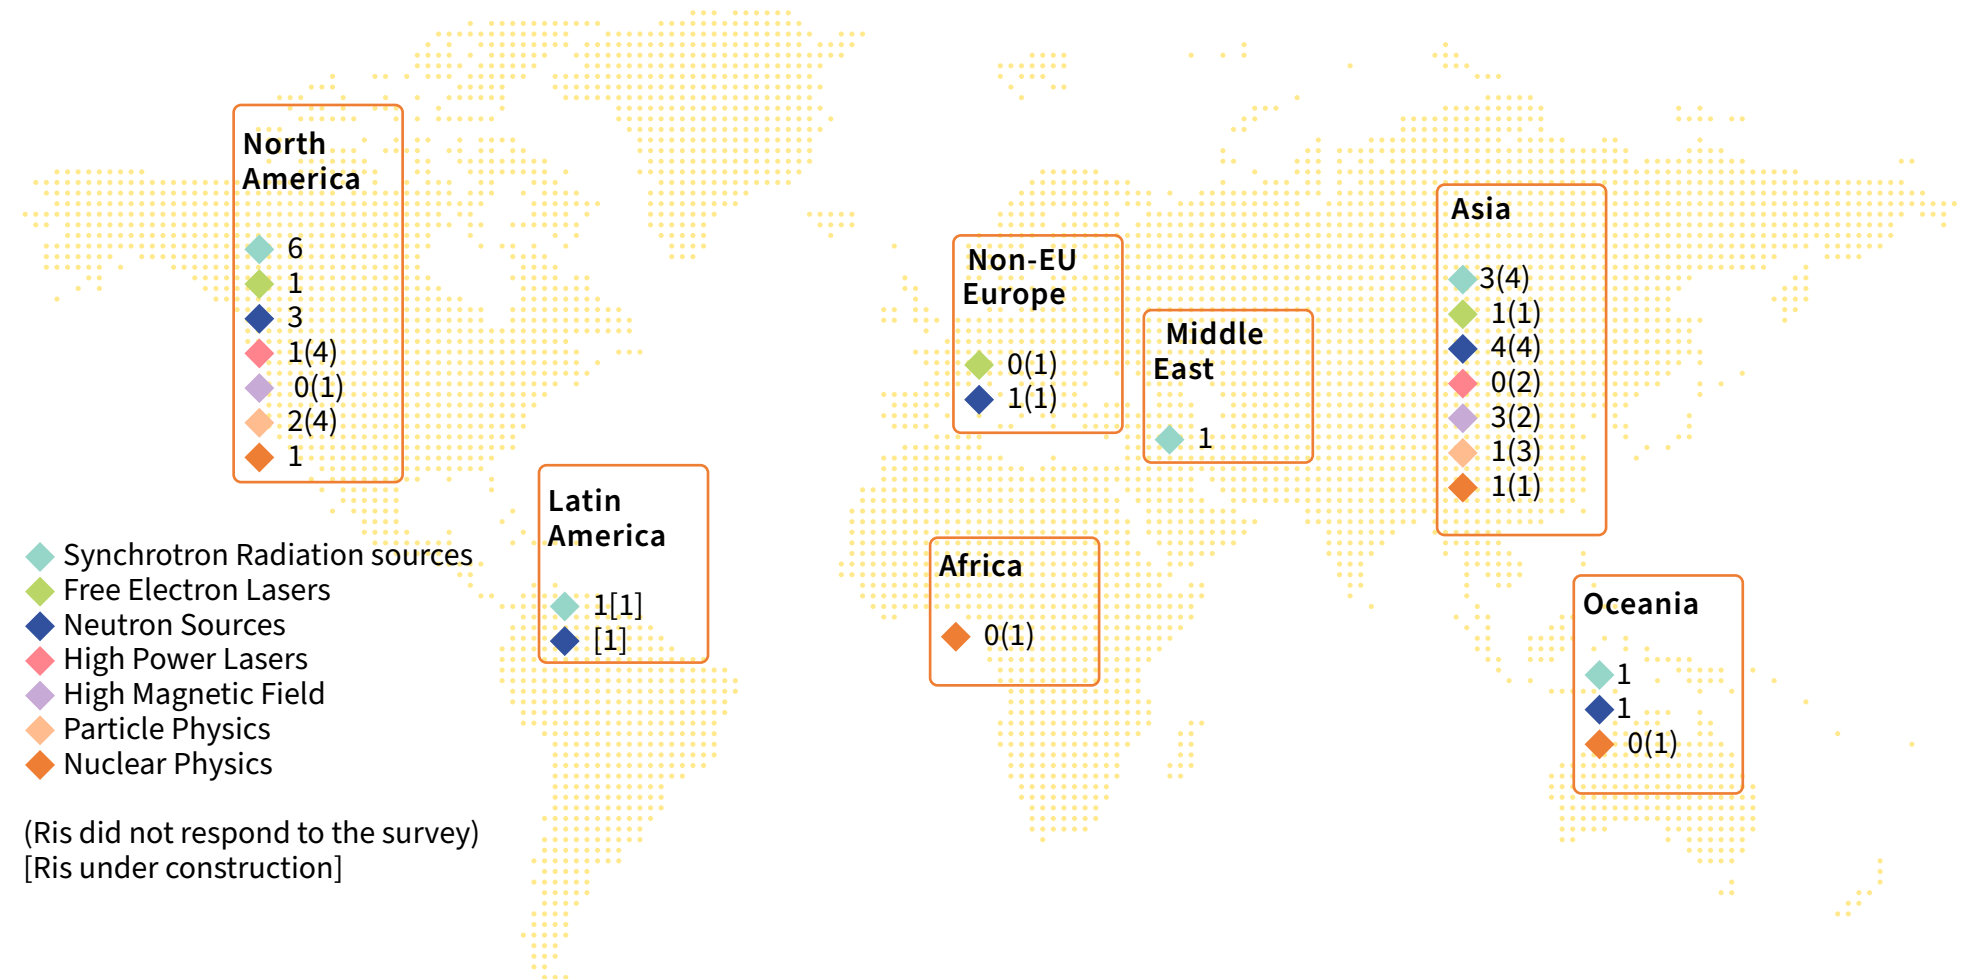 North
America
6
1
3
1(4)
0(1)
2(4)
1
Latin
America
1[1]
[1]
Non-EU
Europe
0(1)
1(1)
Middle
East
1
Africa
0(1)
Asia
3(4)
1(1)
4(4)
0(2)
3(2)
1(3)
1(1)
Oceania
1
1
0(1)
Synchrotron Radiation sources
Free Electron Lasers
Neutron Sources
High Power Lasers
High Magnetic Field
Particle Physics
Nuclear Physics
(Ris did not respond to the survey)
[Ris under construction]